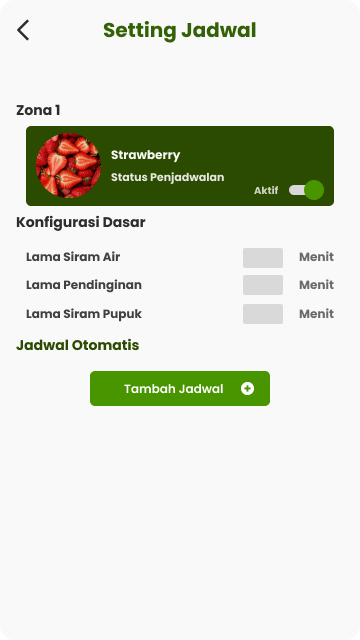 Setting Jadwal
Zona 1
Strawberry
Status Penjadwalan
Aktif
Konfigurasi Dasar
Lama Siram Air Menit
Lama Pendinginan Menit
Lama Siram Pupuk Menit
Jadwal Otomatis
Tambah Jadwal